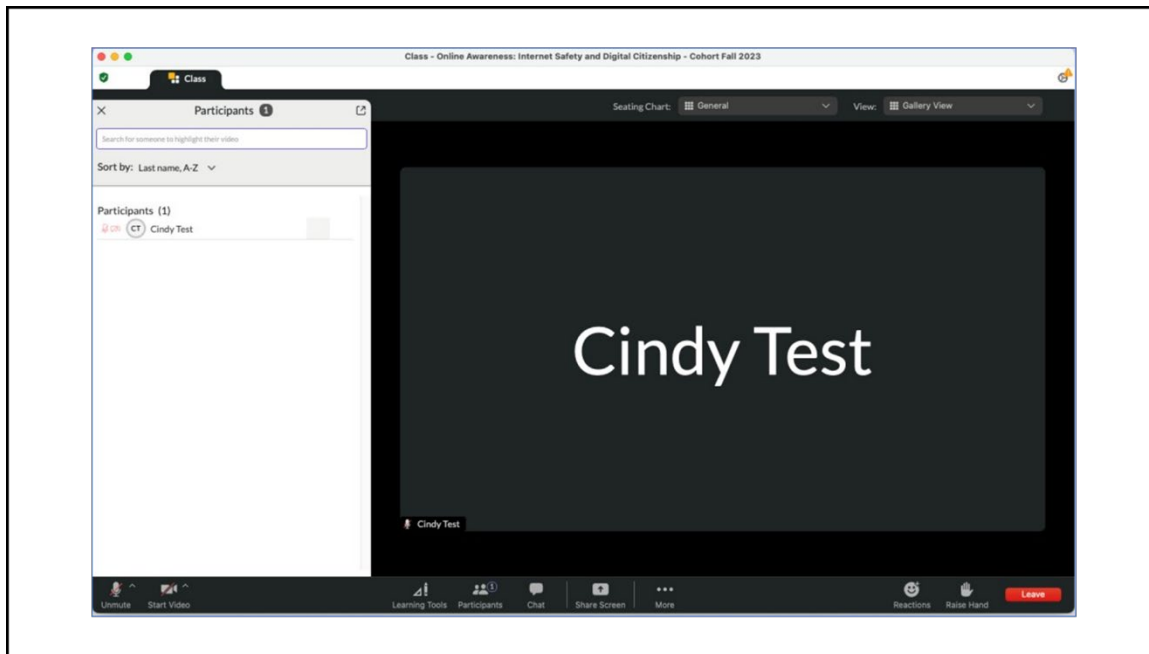 Class - Online Awareness: Internet Safety and Digital Citizenship - Cohort Fall 2023
Class
Participants 1
Search for someone to highlight their video
Sort by: Last name, A-Z
Participants (1)
CT Cindy Test
Seating Chart: General View: Gallery View
Cindy Test
Cindy Test
Unmute Start Video Learning Tools Participants 1 Chat Share Screen More Reactions Raise Hand Leave